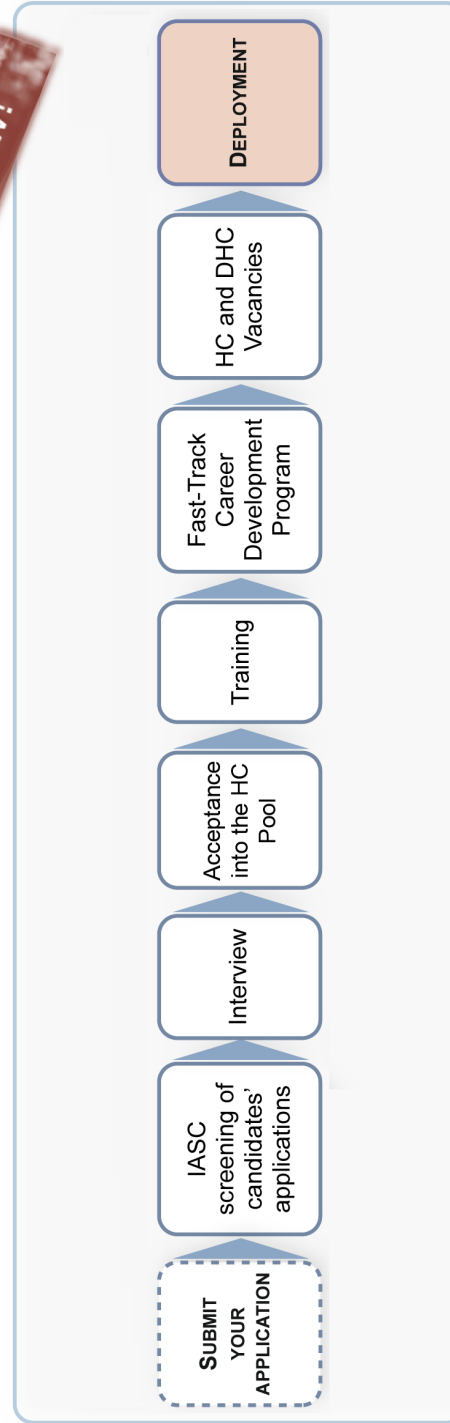 SUBMIT
YOUR
APPLICATION
IASC
screening of
candidates’
applications
Interview
Acceptance
into the HC
Pool
Training
Fast-Track
Career
Development
Program
HC and DHC
Vacancies
DEPLOYMENT